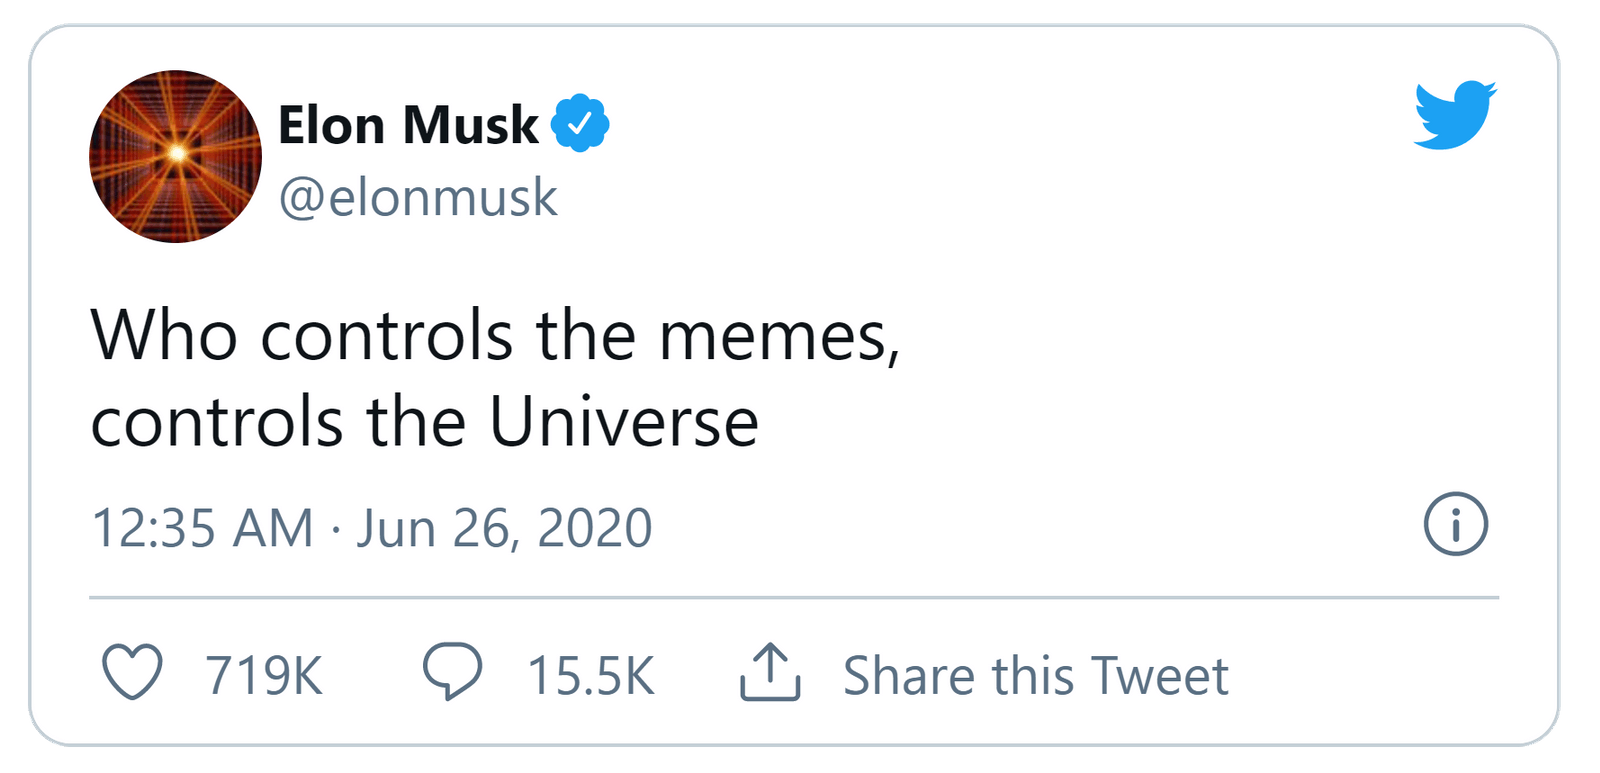 Elon Musk
@elonmusk
Who controls the memes,
controls the Universe
12:35 AM · Jun 26, 2020
719K 15.5K Share this Tweet